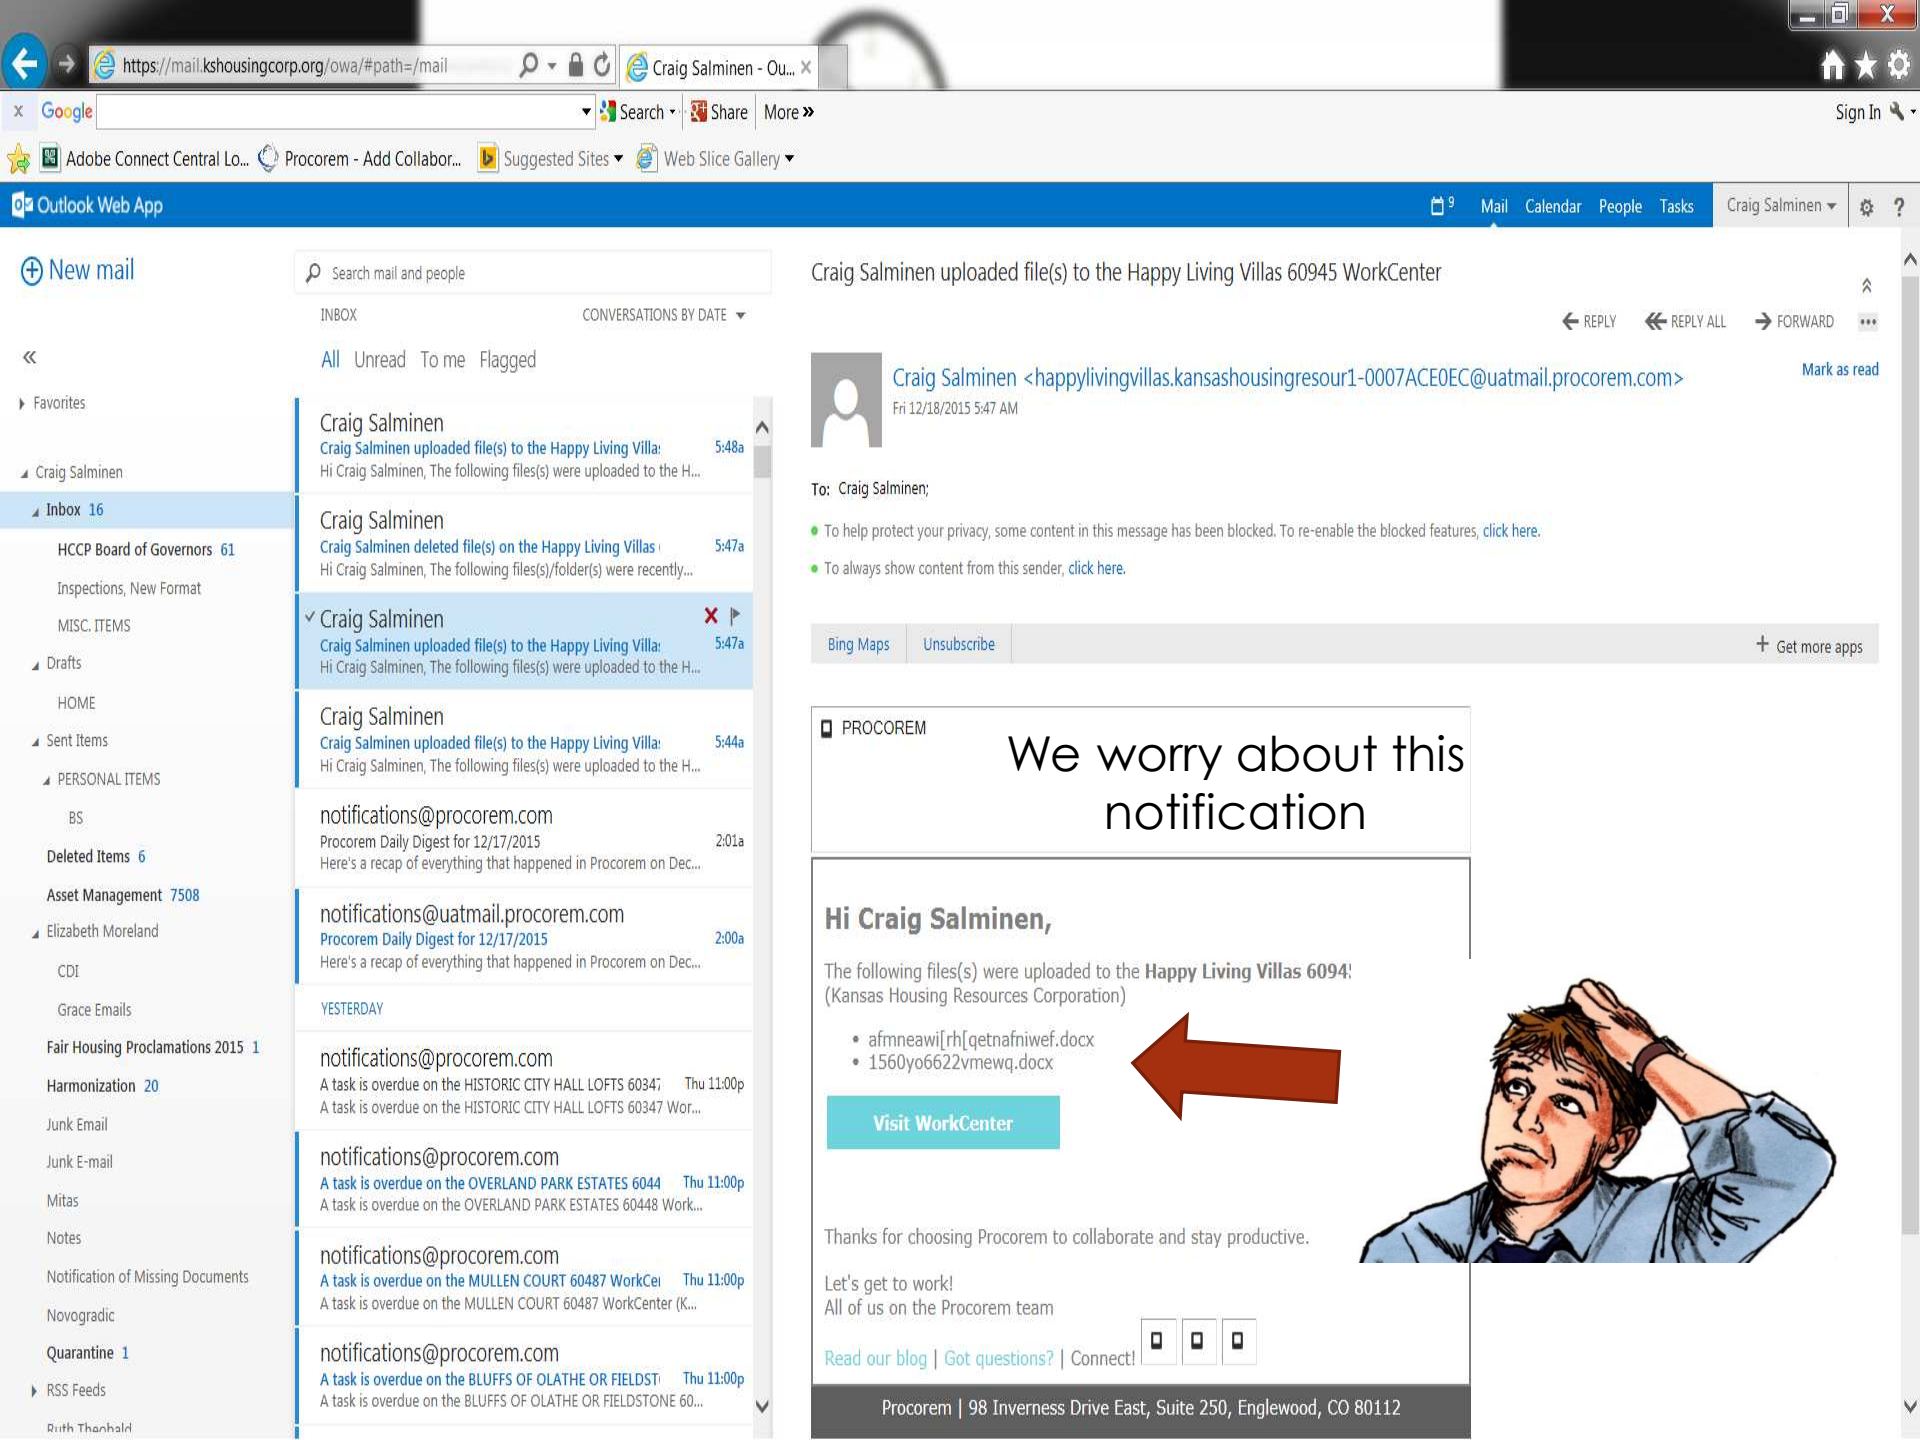 https://mail.kshousingcorp.org/owa/#path=/mail
Craig Salminen - Ou... ×
X
x Google
Search
Share
More »
Sign In
Adobe Connect Central Lo...
Procorem - Add Collabor...
Suggested Sites
Web Slice Gallery
Outlook Web App
9
Mail Calendar People Tasks
Craig Salminen
?
New mail
«
Favorites
Craig Salminen
Inbox 16
HCCP Board of Governors 61
Inspections, New Format
MISC. ITEMS
Drafts
HOME
Sent Items
PERSONAL ITEMS
BS
Deleted Items 6
Asset Management 7508
Elizabeth Moreland
CDI
Grace Emails
Fair Housing Proclamations 2015 1
Harmonization 20
Junk Email
Junk E-mail
Mitas
Notes
Notification of Missing Documents
Novogradic
Quarantine 1
RSS Feeds
Ruth Theobald
Search mail and people
INBOX CONVERSATIONS BY DATE
All Unread To me Flagged
Craig Salminen
Craig Salminen uploaded file(s) to the Happy Living Villa 5:48a
Hi Craig Salminen, The following files(s) were uploaded to the H...
Craig Salminen
Craig Salminen deleted file(s) on the Happy Living Villas 5:47a
Hi Craig Salminen, The following files(s)/folder(s) were recently...
Craig Salminen
Craig Salminen uploaded file(s) to the Happy Living Villa 5:47a
Hi Craig Salminen, The following files(s) were uploaded to the H...
Craig Salminen
Craig Salminen uploaded file(s) to the Happy Living Villa 5:44a
Hi Craig Salminen, The following files(s) were uploaded to the H...
notifications@procorem.com
Procorem Daily Digest for 12/17/2015 2:01a
Here's a recap of everything that happened in Procorem on Dec...
notifications@uatmail.procorem.com
Procorem Daily Digest for 12/17/2015 2:00a
Here's a recap of everything that happened in Procorem on Dec...
YESTERDAY
notifications@procorem.com
A task is overdue on the HISTORIC CITY HALL LOFTS 60347 Thu 11:00p
A task is overdue on the HISTORIC CITY HALL LOFTS 60347 Wor...
notifications@procorem.com
A task is overdue on the OVERLAND PARK ESTATES 6044 Thu 11:00p
A task is overdue on the OVERLAND PARK ESTATES 60448 Work...
notifications@procorem.com
A task is overdue on the MULLEN COURT 60487 WorkCe Thu 11:00p
A task is overdue on the MULLEN COURT 60487 WorkCenter (K...
notifications@procorem.com
A task is overdue on the BLUFFS OF OLATHE OR FIELDST Thu 11:00p
A task is overdue on the BLUFFS OF OLATHE OR FIELDSTONE 60...
Craig Salminen uploaded file(s) to the Happy Living Villas 60945 WorkCenter
REPLY REPLY ALL FORWARD ...
Craig Salminen <happylivingvillas.kansashousingresour1-0007ACE0EC@uatmail.procorem.com>
Mark as read
Fri 12/18/2015 5:47 AM
To: Craig Salminen;
To help protect your privacy, some content in this message has been blocked. To re-enable the blocked features, click here.
To always show content from this sender, click here.
Bing Maps Unsubscribe + Get more apps
PROCOREM
We worry about this
notification
Hi Craig Salminen,
The following files(s) were uploaded to the Happy Living Villas 6094
(Kansas Housing Resources Corporation)
• afmneawi[rh[qetnafniwef.docx
• 1560yo6622vmewq.docx
Visit WorkCenter
Thanks for choosing Procorem to collaborate and stay productive.
Let's get to work!
All of us on the Procorem team
Read our blog | Got questions? | Connect!
Procorem | 98 Inverness Drive East, Suite 250, Englewood, CO 80112